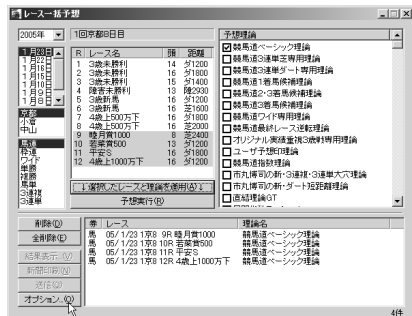 レース一括予想
2005年
1回京都8日目
予想理論
1月23日
1月22日
1月16日
1月15日
1月10日
1月9日
1月8日
京都
小倉
中山
馬連
枠連
ワイド
単勝
複勝
馬単
3連複
3連単
R レース名 頭 距離
1 3歳未勝利 14 ダ1200
2 3歳未勝利 16 ダ1800
3 3歳未勝利 15 ダ1400
4 障害未勝利 13 障2930
5 3歳新馬 16 ダ1200
6 3歳新馬 16 芝1600
7 4歳上500万下 16 ダ1800
8 4歳上500万下 16 芝2000
9 睦月賞1000 8 芝2400
10 若菜賞500 13 ダ1200
11 平安S 16 ダ1800
12 4歳上1000万下 16 ダ1200
↓選択したレースと理論を適用(A)↓
予想実行(R)
競馬道ベーシック理論
競馬道3連単芝専用理論
競馬道3連単ダート専用理論
競馬道1着馬候補理論
競馬道2・3着馬候補理論
競馬道3着馬候補理論
競馬道ワイド専用理論
競馬道最終レース逆転理論
オリジナル実績重視3歳戦専用理論
ユーザ予想印理論
競馬道指数理論
市丸博司の新・3連複・3連単大穴理論
市丸博司の新・ダート短距離理論
直結理論GT
削除(D)
全削除(E)
結果表示...(V)
新聞印刷(N)
送信(Q)
オプション...(O)
券 レース 理論名
馬 05/ 1/23 1京8 9R 睦月賞1000 競馬道ベーシック理論
馬 05/ 1/23 1京8 10R 若菜賞500 競馬道ベーシック理論
馬 05/ 1/23 1京8 11R 平安S 競馬道ベーシック理論
馬 05/ 1/23 1京8 12R 4歳上1000万下 競馬道ベーシック理論
4件